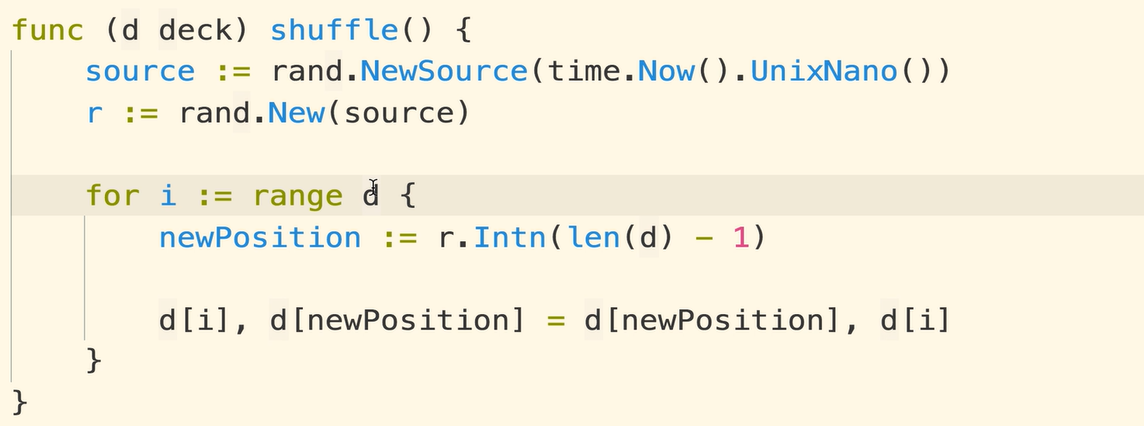 func (d deck) shuffle() {
    source := rand.NewSource(time.Now().UnixNano())
    r := rand.New(source)

    for i := range d {
        newPosition := r.Intn(len(d) - 1)

        d[i], d[newPosition] = d[newPosition], d[i]
    }
}